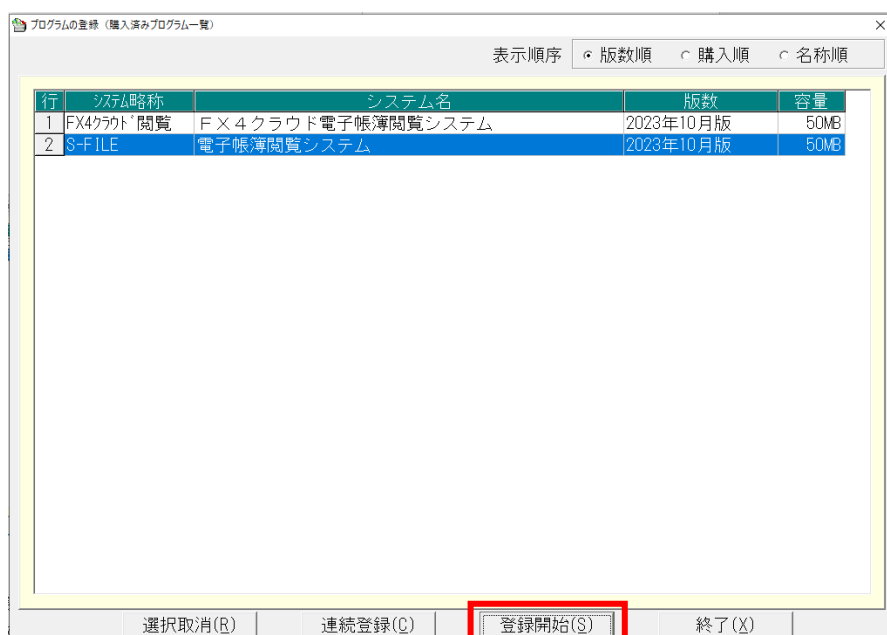 プログラムの登録（購入済みプログラム一覧）
表示順序 版数順 購入順 名称順
行 ｼｽﾃﾑ略称 システム名 版数 容量
1 FX4ｸﾗｳﾄﾞ閲覧 ＦＸ４クラウド電子帳簿閲覧システム 2023年10月版 50MB
2 S-FILE 電子帳簿閲覧システム 2023年10月版 50MB
選択取消(R) 連続登録(C) 登録開始(S) 終了(X)